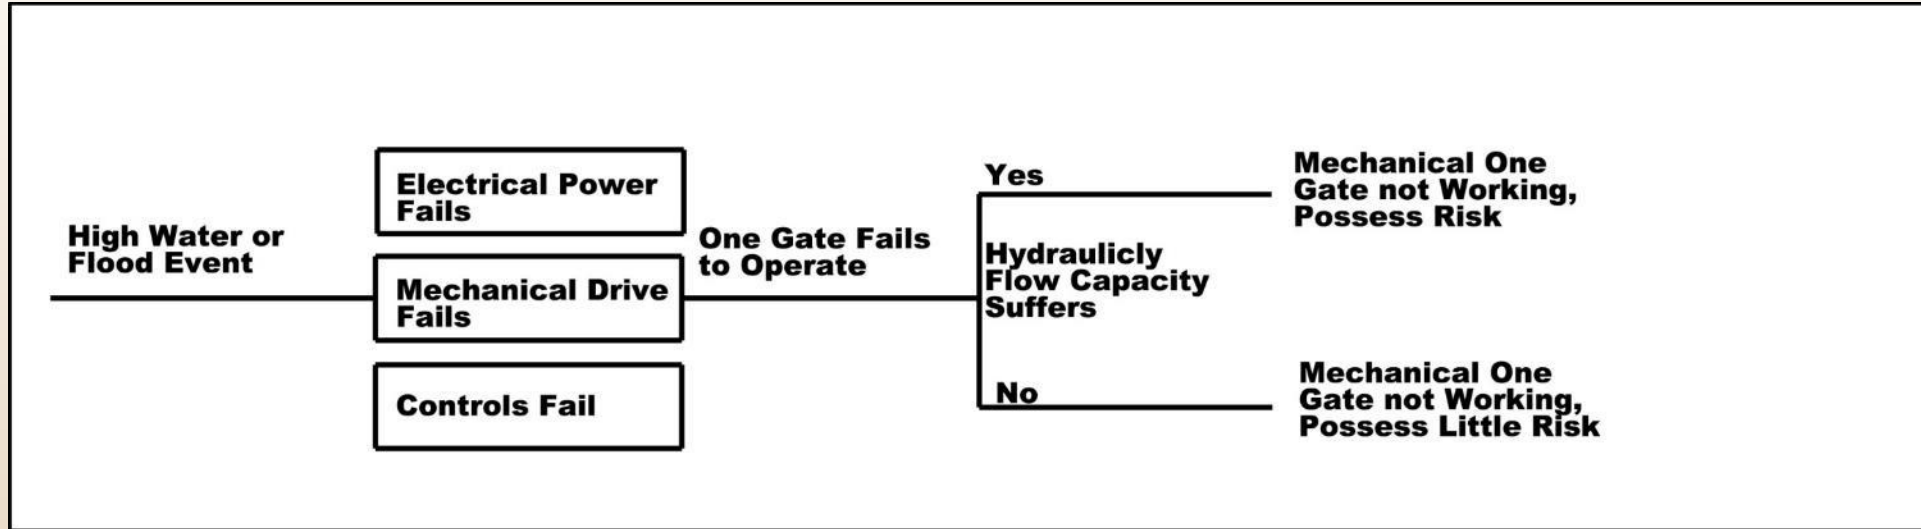 High Water or
Flood Event
Electrical Power
Fails
Mechanical Drive
Fails
Controls Fail
One Gate Fails
to Operate
Yes
Hydraulicly
Flow Capacity
Suffers
No
Mechanical One
Gate not Working,
Possess Risk
Mechanical One
Gate not Working,
Possess Little Risk